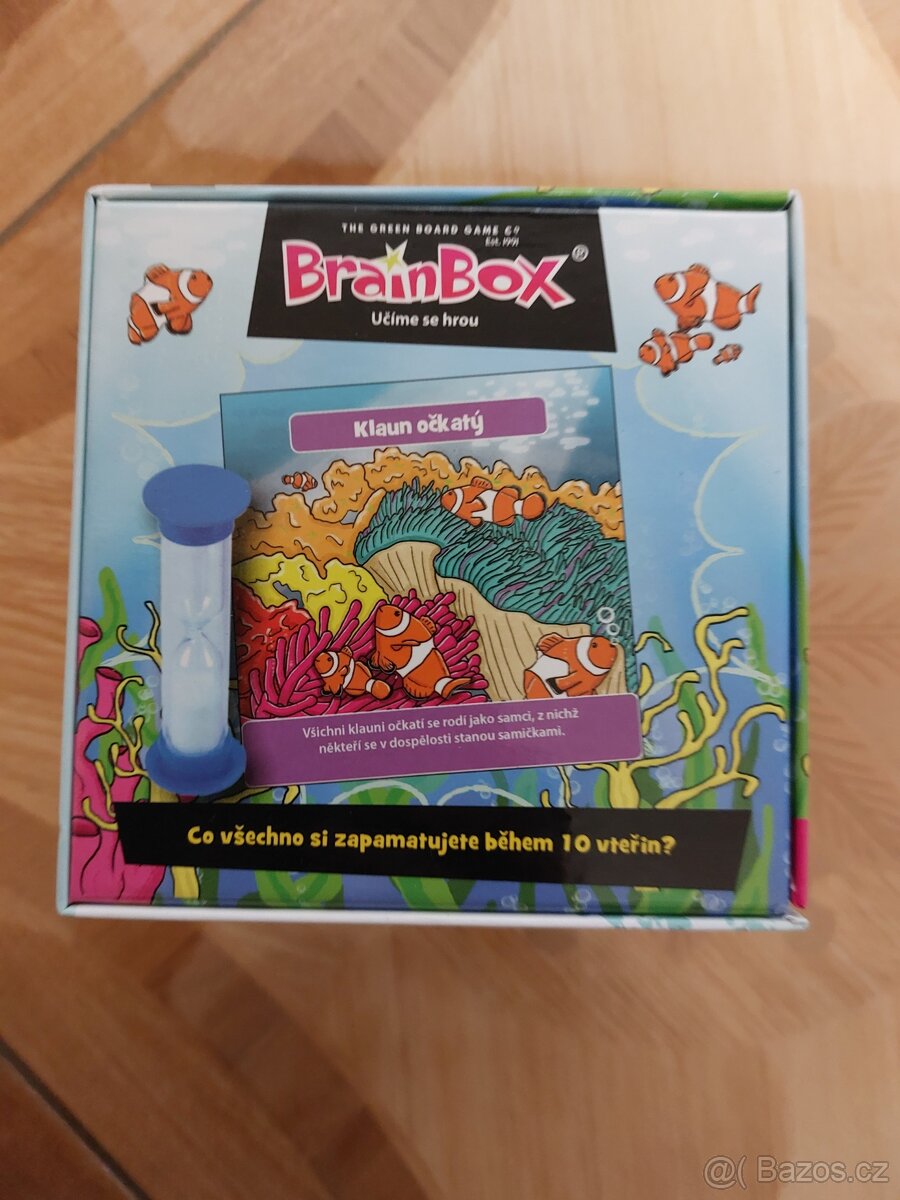 THE GREEN BOARD GAME Cº
Est. 1991
BrainBox®
Učíme se hrou
Klaun očkatý
Všichni klauni očkatí se rodí jako samci, z nichž
někteří se v dospělosti stanou samičkami.
Co všechno si zapamatujete během 10 vteřin?
@( Bazos.cz